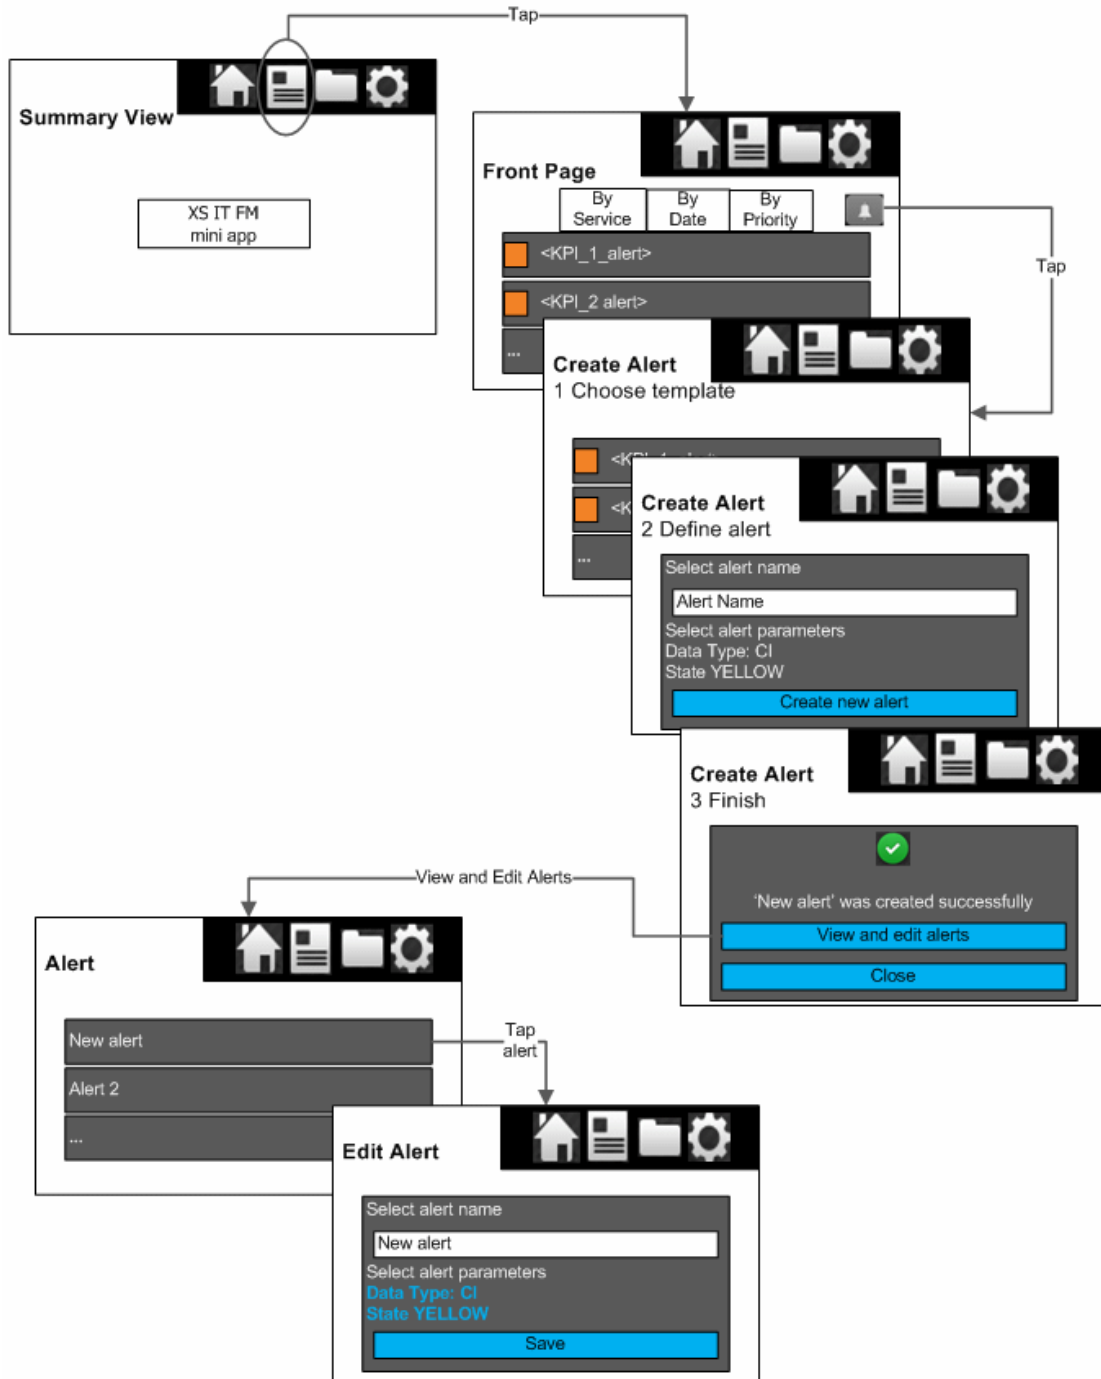 Tap
Summary View
XS IT FM
mini app
Front Page
By
Service
By
Date
By
Priority
<KPI_1_alert>
<KPI_2 alert>
...
Tap
Create Alert
1 Choose template
...
Create Alert
2 Define alert
Select alert name
Alert Name
Select alert parameters
Data Type: CI
State YELLOW
Create new alert
Create Alert
3 Finish
'New alert' was created successfully
View and edit alerts
Close
View and Edit Alerts
Alert
New alert
Alert 2
...
Tap
alert
Edit Alert
Select alert name
New alert
Select alert parameters
Data Type: CI
State YELLOW
Save